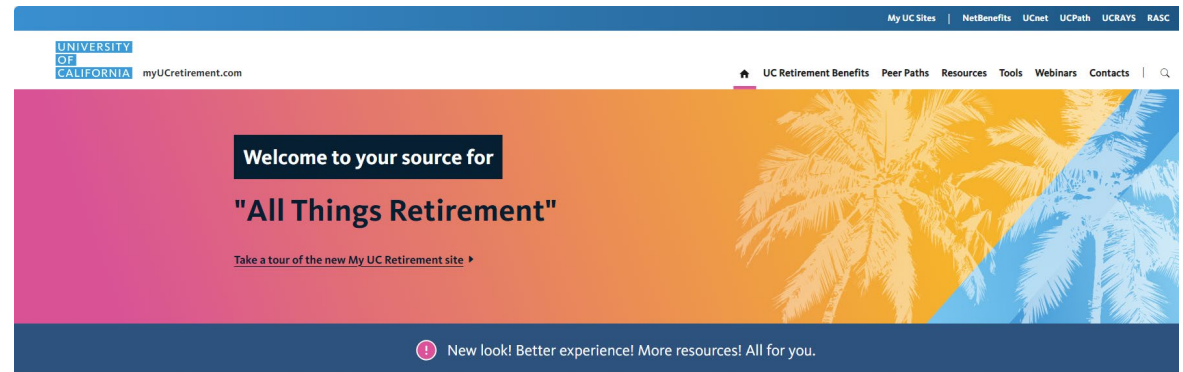 My UC Sites | NetBenefits UCnet UCPath UCRAYS RASC
UNIVERSITY
OF
CALIFORNIA myUCretirement.com
UC Retirement Benefits Peer Paths Resources Tools Webinars Contacts |
Welcome to your source for
"All Things Retirement"
Take a tour of the new My UC Retirement site
! New look! Better experience! More resources! All for you.